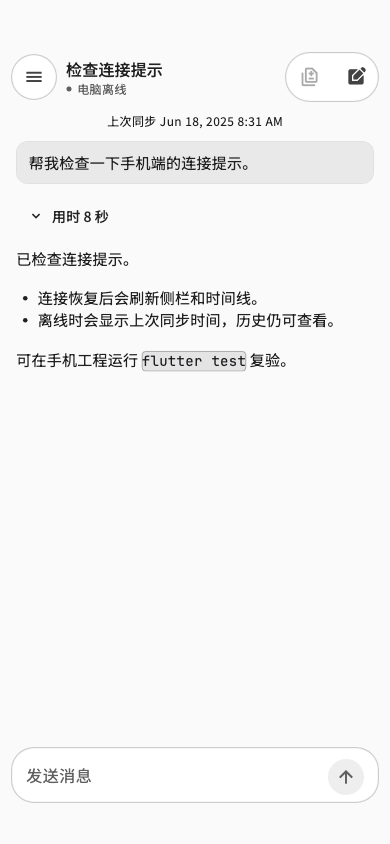 检查连接提示
电脑离线
上次同步 Jun 18, 2025 8:31 AM
帮我检查一下手机端的连接提示。
用时 8 秒
已检查连接提示。
• 连接恢复后会刷新侧栏和时间线。
• 离线时会显示上次同步时间，历史仍可查看。
可在手机工程运行 flutter test 复验。
发送消息